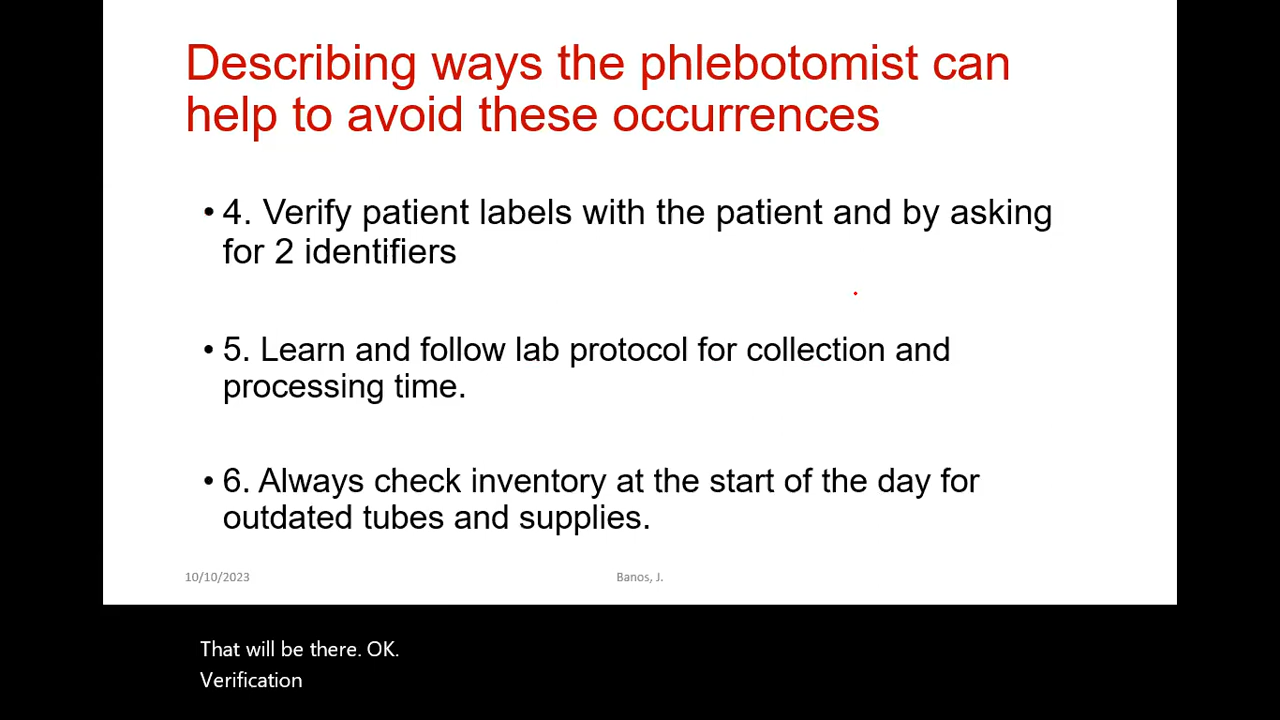 Describing ways the phlebotomist can
help to avoid these occurrences
• 4. Verify patient labels with the patient and by asking
for 2 identifiers
• 5. Learn and follow lab protocol for collection and
processing time.
• 6. Always check inventory at the start of the day for
outdated tubes and supplies.
10/10/2023
Banos, J.
That will be there. OK.
Verification